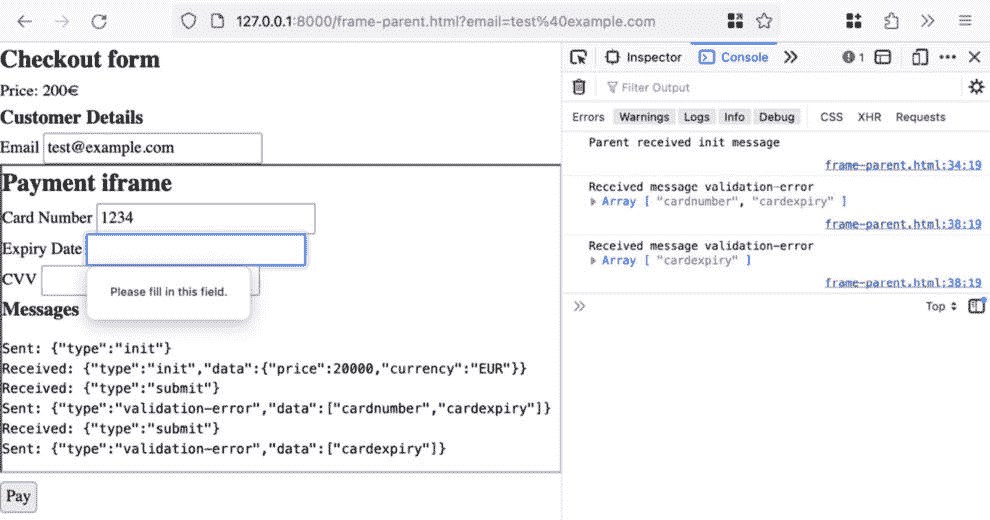 127.0.0.1:8000/frame-parent.html?email=test%40example.com
Checkout form
Price: 200€
Customer Details
Email test@example.com
Payment iframe
Card Number 1234
Expiry Date
CVV
Please fill in this field.
Messages
Sent: {"type":"init"}
Received: {"type":"init","data":{"price":20000,"currency":"EUR"}}
Received: {"type":"submit"}
Sent: {"type":"validation-error","data":["cardnumber","cardexpiry"]}
Received: {"type":"submit"}
Sent: {"type":"validation-error","data":["cardexpiry"]}
Pay
Inspector Console 1
Filter Output
Errors Warnings Logs Info Debug CSS XHR Requests
Parent received init message
frame-parent.html:34:19
Received message validation-error
Array [ "cardnumber", "cardexpiry" ]
frame-parent.html:38:19
Received message validation-error
Array [ "cardexpiry" ]
frame-parent.html:38:19
Top